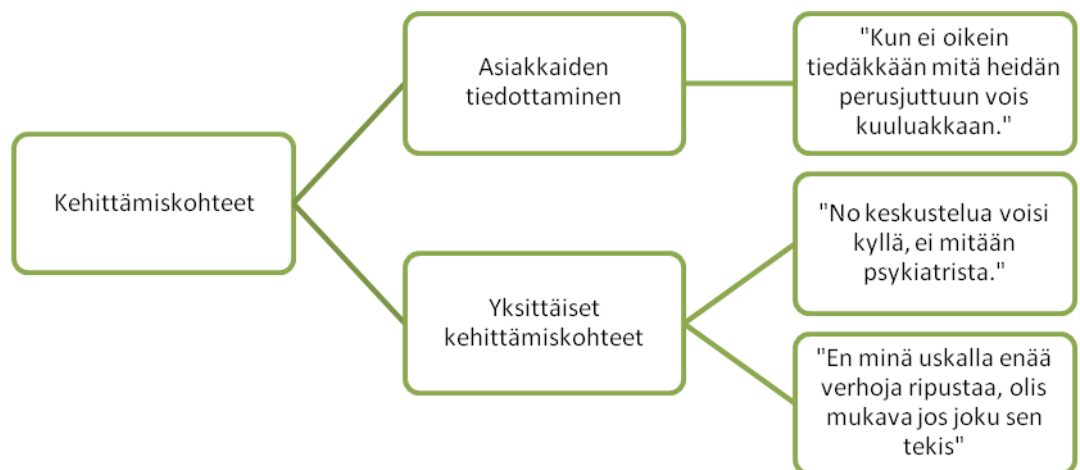 Kehittämiskohteet
Asiakkaiden
tiedottaminen
"Kun ei oikein
tiedäkkään mitä heidän
perusjuttuun vois
kuuluakkaan."
Yksittäiset
kehittämiskohteet
"No keskustelua voisi
kyllä, ei mitään
psykiatrista."
"En minä uskalla enää
verhoja ripustaa, olis
mukava jos joku sen
tekis"